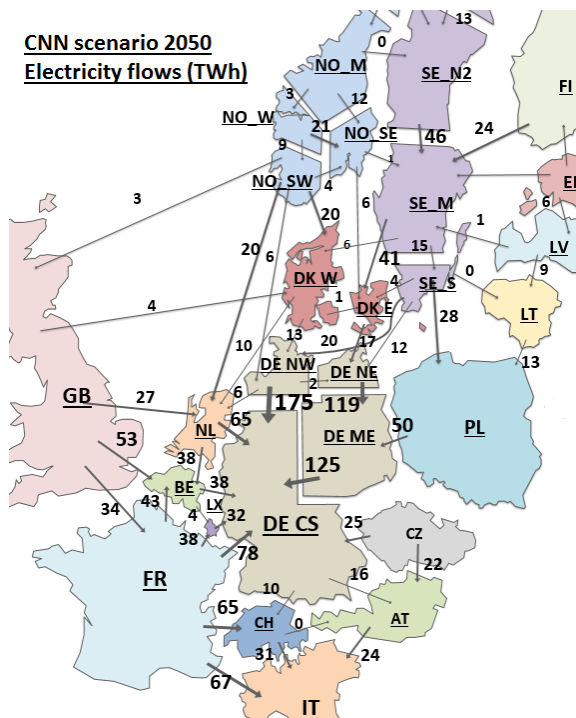 CNN scenario 2050
Electricity flows (TWh)
13
0
NO_M
SE_N2
FI
3
12
NO_W
21
NO_SE
46
24
9
1
NO_SW
4
SE_M
6
3
20
6
1
LV
20
6
6
15
41
0
9
DK W
4
SE_S
LT
4
1
DK E
28
10
13
20
17
12
13
DE NW
DE NE
2
GB
27
6
175
119
NL
65
DE ME
50
PL
53
38
125
BE
38
43
4
LX
32
DE CS
25
CZ
34
38
78
22
FR
16
10
65
CH
0
AT
31
24
67
IT